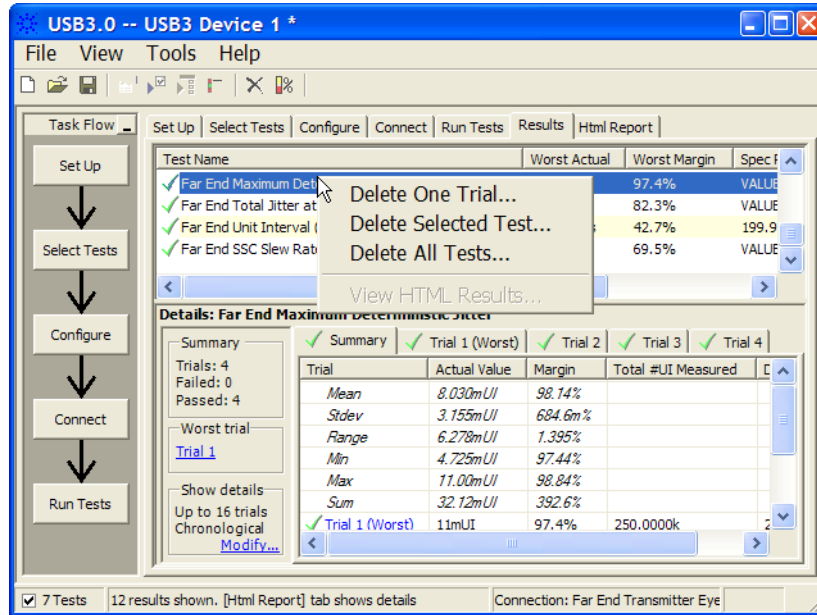 USB3.0 -- USB3 Device 1 *
File View Tools Help
Task Flow
Set Up Select Tests Configure Connect Run Tests Results Html Report
Set Up
Select Tests
Configure
Connect
Run Tests
Test Name Worst Actual Worst Margin Spec
Far End Maximum 97.4% VALUE
Far End Total Jitter at 82.3% VALUE
Far End Unit 42.7% 199.9
Far End SSC Slew 69.5% VALUE
Delete One Trial...
Delete Selected Test...
Delete All Tests...
View HTML Results...
Details: Far End Maximum Deterministic Jitter
Summary
Trials: 4
Failed: 0
Passed: 4
Worst trial
Trial 1
Show details
Up to 16 trials
Chronological
Modify...
Summary Trial 1 (Worst) Trial 2 Trial 3 Trial 4
Trial Actual Value Margin Total #UI Measured
Mean 8.030mUI 98.14%
Stdev 3.155mUI 684.6m%
Range 6.278mUI 1.395%
Min 4.725mUI 97.44%
Max 11.00mUI 98.84%
Sum 32.12mUI 392.6%
Trial 1 (Worst) 11mUI 97.4% 250.0000k
7 Tests 12 results shown. [Html Report] tab shows details Connection: Far End Transmitter Eye